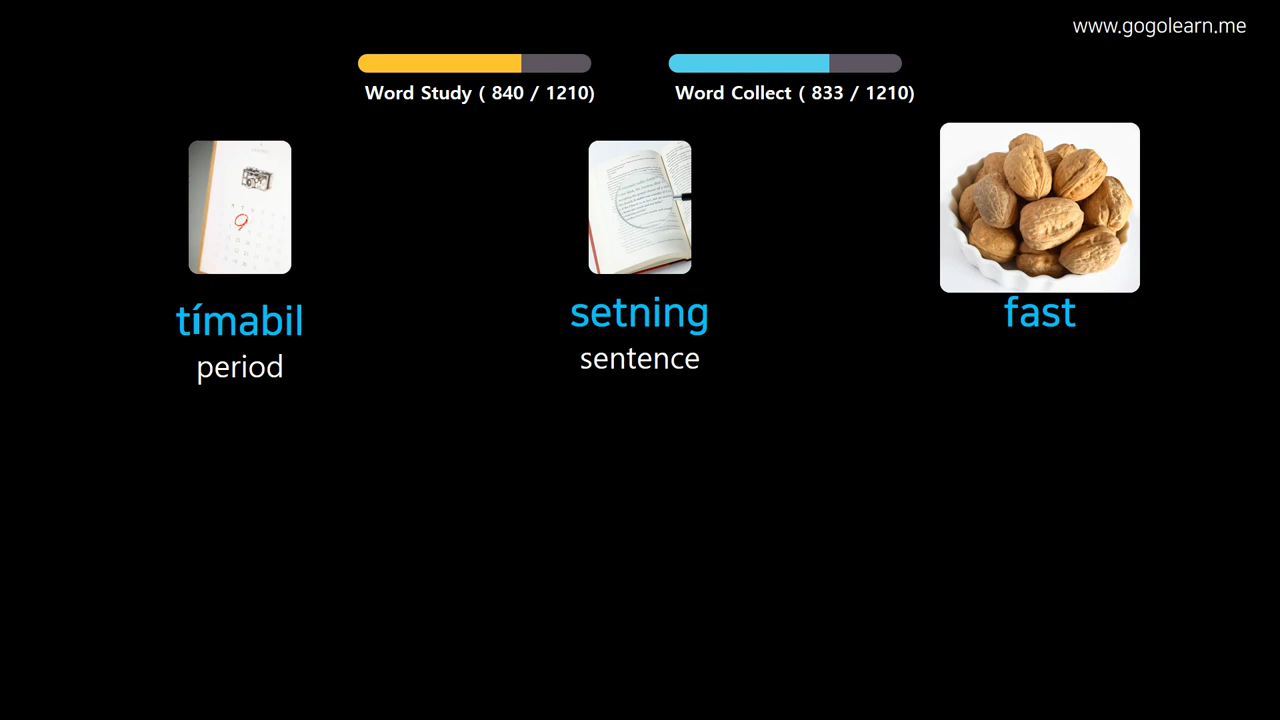 www.gogolearn.me
Word Study ( 840 / 1210)
Word Collect ( 833 / 1210)
tímabil
period
setning
sentence
fast